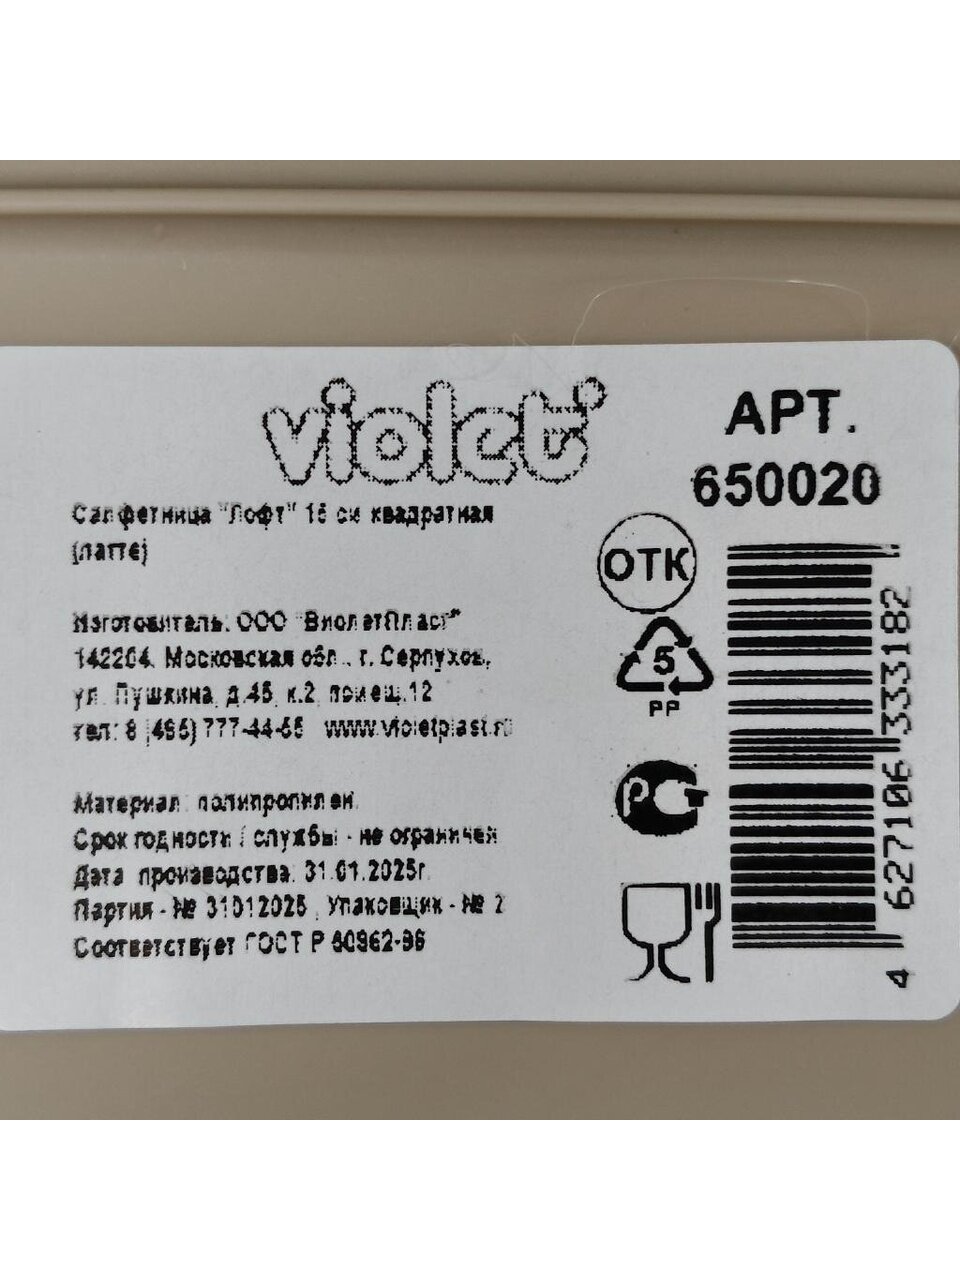 violet
АРТ.
650020
Салфетница "Лофт" 15 см квадратная
(латте)
ОТК
Изготовитель: ООО "ВиолетПласт"
142204, Московская обл., г. Серпухов,
ул. Пушкина, д.45, к.2, помещ.12
тел: 8 (495) 777-44-55 www.violetplast.ru
5
PP
Материал: полипропилен
Срок годности / службы - не ограничен
Дата производства: 31.01.2025г.
Партия - № 31012025 , Упаковщик - № 2
Соответствует ГОСТ Р 50962-96
4 627106 333182